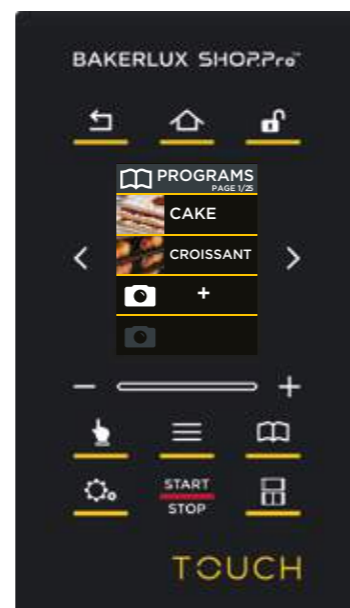 BAKERLUX SHOP.Pro™
PROGRAMS
PAGE 1/25
CAKE
CROISSANT
+
START
STOP
TOUCH